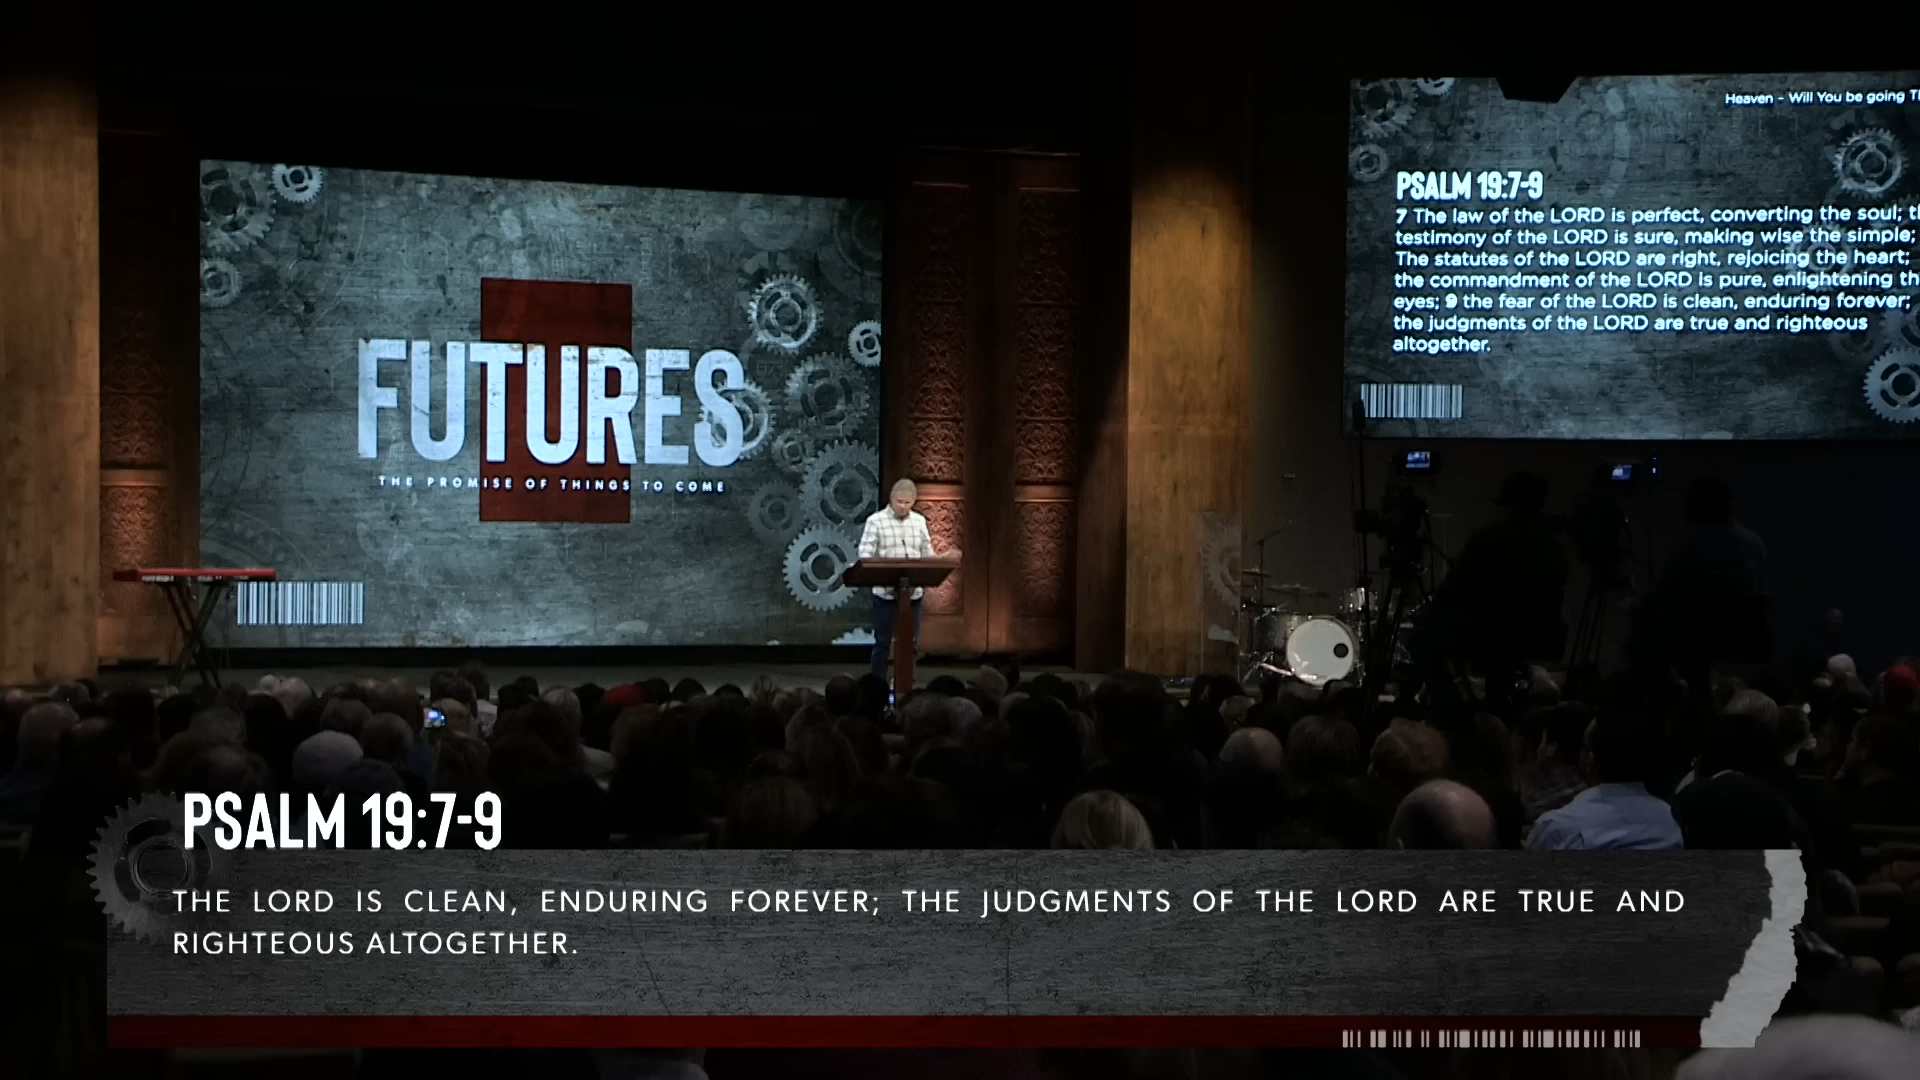 Heaven - Will You be going
PSALM 19:7-9
7 The law of the LORD is perfect, converting the soul;
testimony of the LORD is sure, making wise the simple;
The statutes of the LORD are right, rejoicing the heart;
the commandment of the LORD is pure, enlightening
eyes; 9 the fear of the LORD is clean, enduring forever;
the judgments of the LORD are true and righteous
altogether.
FUTURES
THE PROMISE OF THINGS TO COME
PSALM 19:7-9
THE LORD IS CLEAN, ENDURING FOREVER; THE JUDGMENTS OF THE LORD ARE TRUE AND
RIGHTEOUS ALTOGETHER.